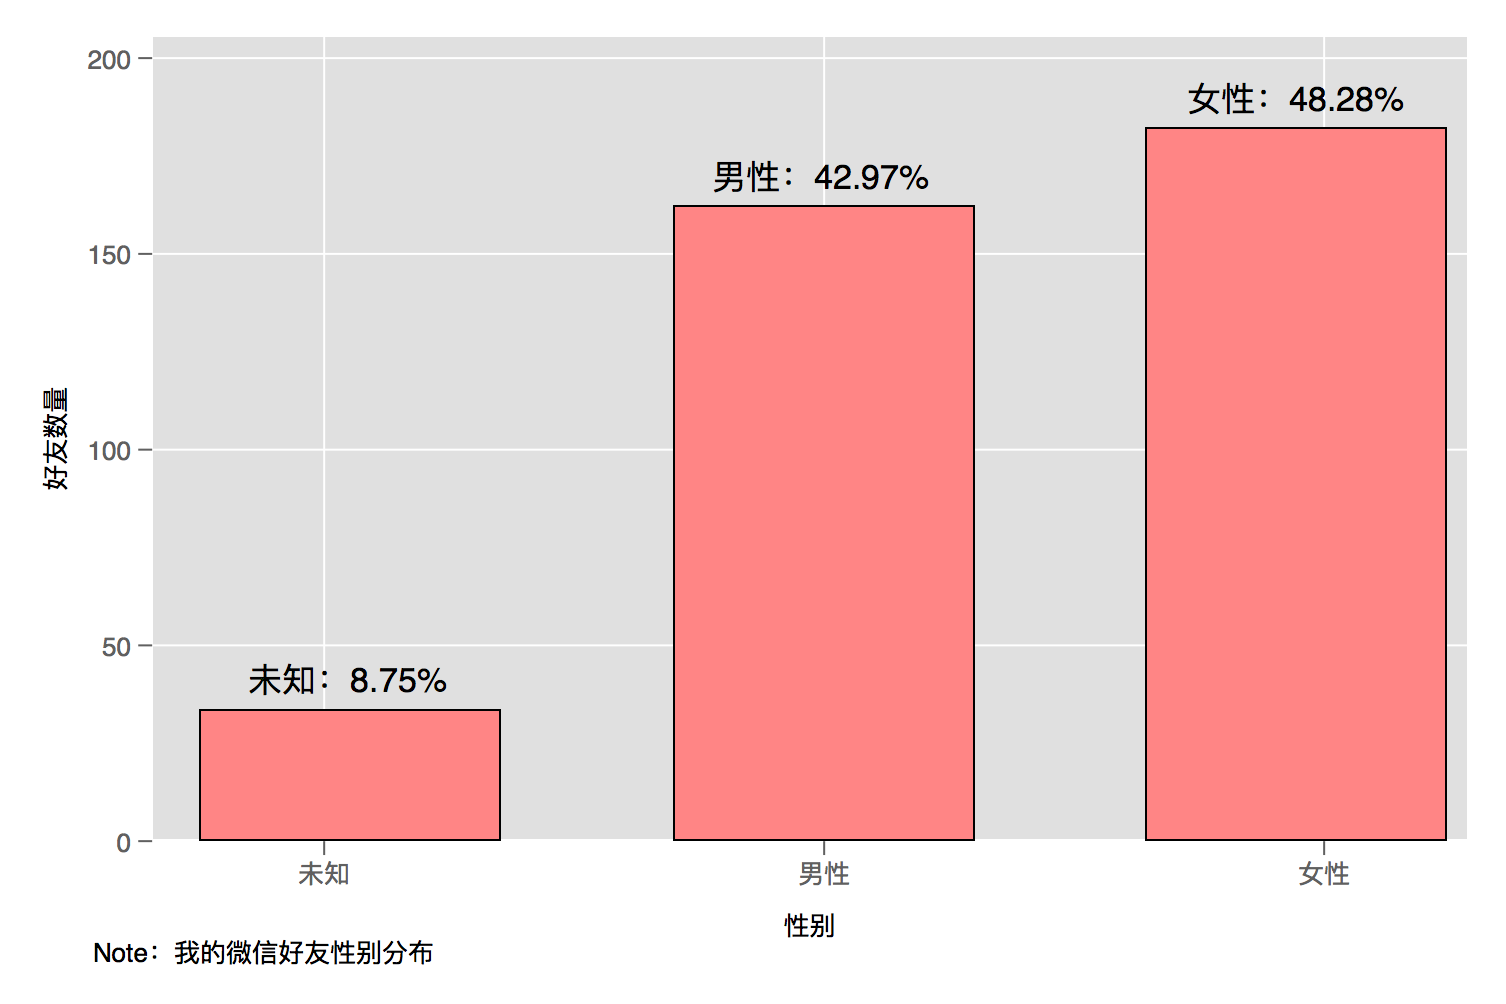 200
女性：48.28%
男性：42.97%
150
好友数量
100
50
未知：8.75%
0
未知
男性
女性
性别
Note：我的微信好友性别分布